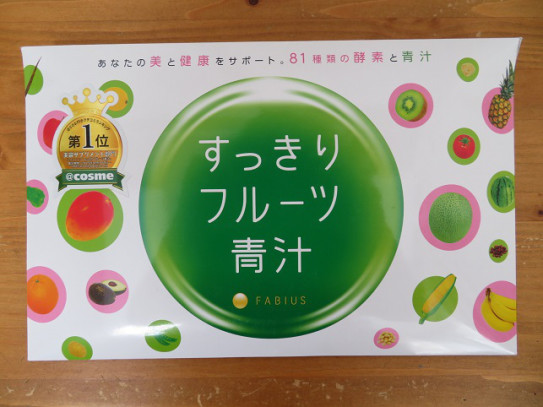 あなたの美と健康をサポート。81種類の酵素と青汁
第1位
@cosme
すっきり
フルーツ
青汁
FABIUS